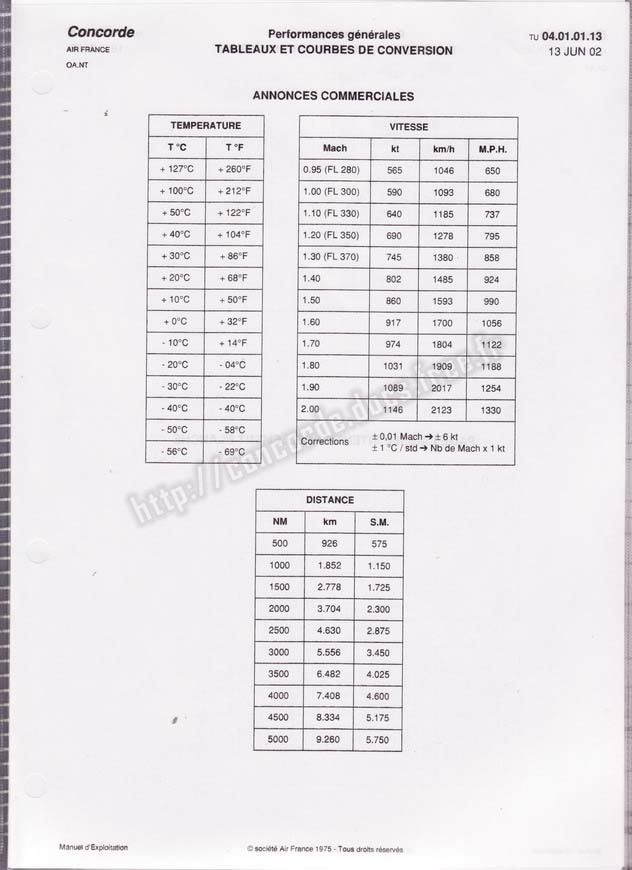 Concorde
AIR FRANCE
OA.NT
Performances générales
TABLEAUX ET COURBES DE CONVERSION
TU 04.01.01.13
13 JUN 02
ANNONCES COMMERCIALES
TEMPERATURE
T °C T °F
+ 127°C + 260°F
+ 100°C + 212°F
+ 50°C + 122°F
+ 40°C + 104°F
+ 30°C + 86°F
+ 20°C + 68°F
+ 10°C + 50°F
+ 0°C + 32°F
- 10°C + 14°F
- 20°C - 04°C
- 30°C - 22°C
- 40°C - 40°C
- 50°C - 58°C
- 56°C - 69°C
VITESSE
Mach kt km/h M.P.H.
0.95 (FL 280) 565 1046 650
1.00 (FL 300) 590 1093 680
1.10 (FL 330) 640 1185 737
1.20 (FL 350) 690 1278 795
1.30 (FL 370) 745 1380 858
1.40 802 1485 924
1.50 860 1593 990
1.60 917 1700 1056
1.70 974 1804 1122
1.80 1031 1909 1188
1.90 1089 2017 1254
2.00 1146 2123 1330
Corrections ± 0,01 Mach ➔ ± 6 kt
± 1 °C / std ➔ Nb de Mach x 1 kt
DISTANCE
NM km S.M.
500 926 575
1000 1.852 1.150
1500 2.778 1.725
2000 3.704 2.300
2500 4.630 2.875
3000 5.556 3.450
3500 6.482 4.025
4000 7.408 4.600
4500 8.334 5.175
5000 9.260 5.750
http://concorde.docs.free.fr
Manuel d'Exploitation
© société Air France 1975 - Tous droits réservés